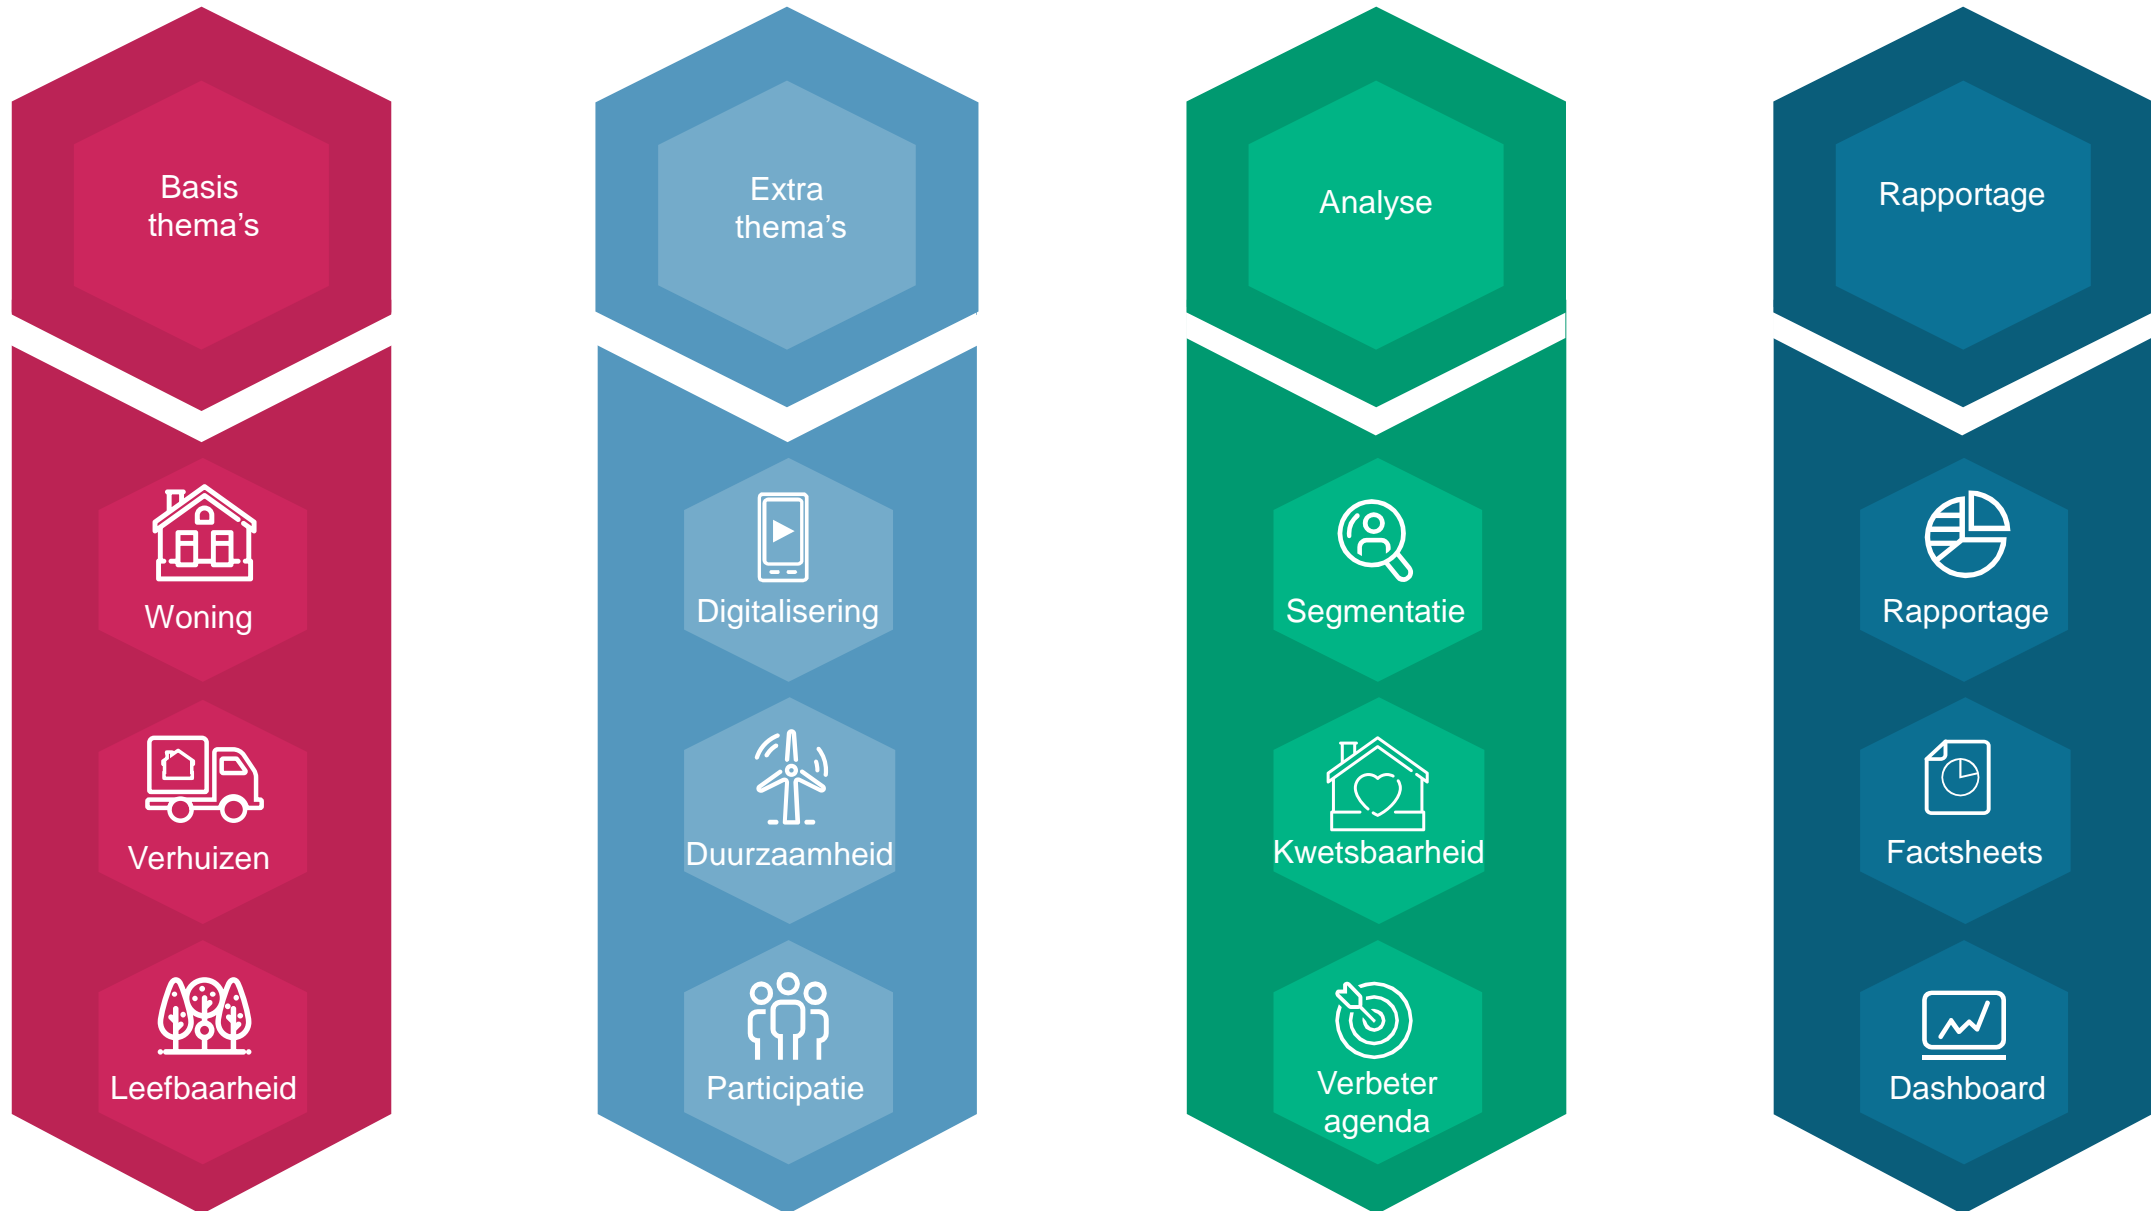 Basis
thema’s
Woning
Verhuizen
Leefbaarheid
Extra
thema’s
Digitalisering
Duurzaamheid
Participatie
Analyse
Segmentatie
Kwetsbaarheid
Verbeter
agenda
Rapportage
Rapportage
Factsheets
Dashboard